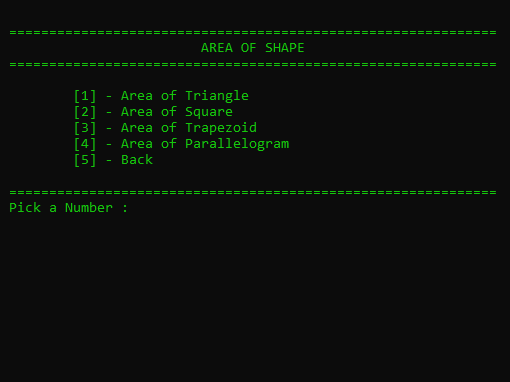 =============================================================
AREA OF SHAPE
=============================================================
[1] - Area of Triangle
[2] - Area of Square
[3] - Area of Trapezoid
[4] - Area of Parallelogram
[5] - Back
=============================================================
Pick a Number :